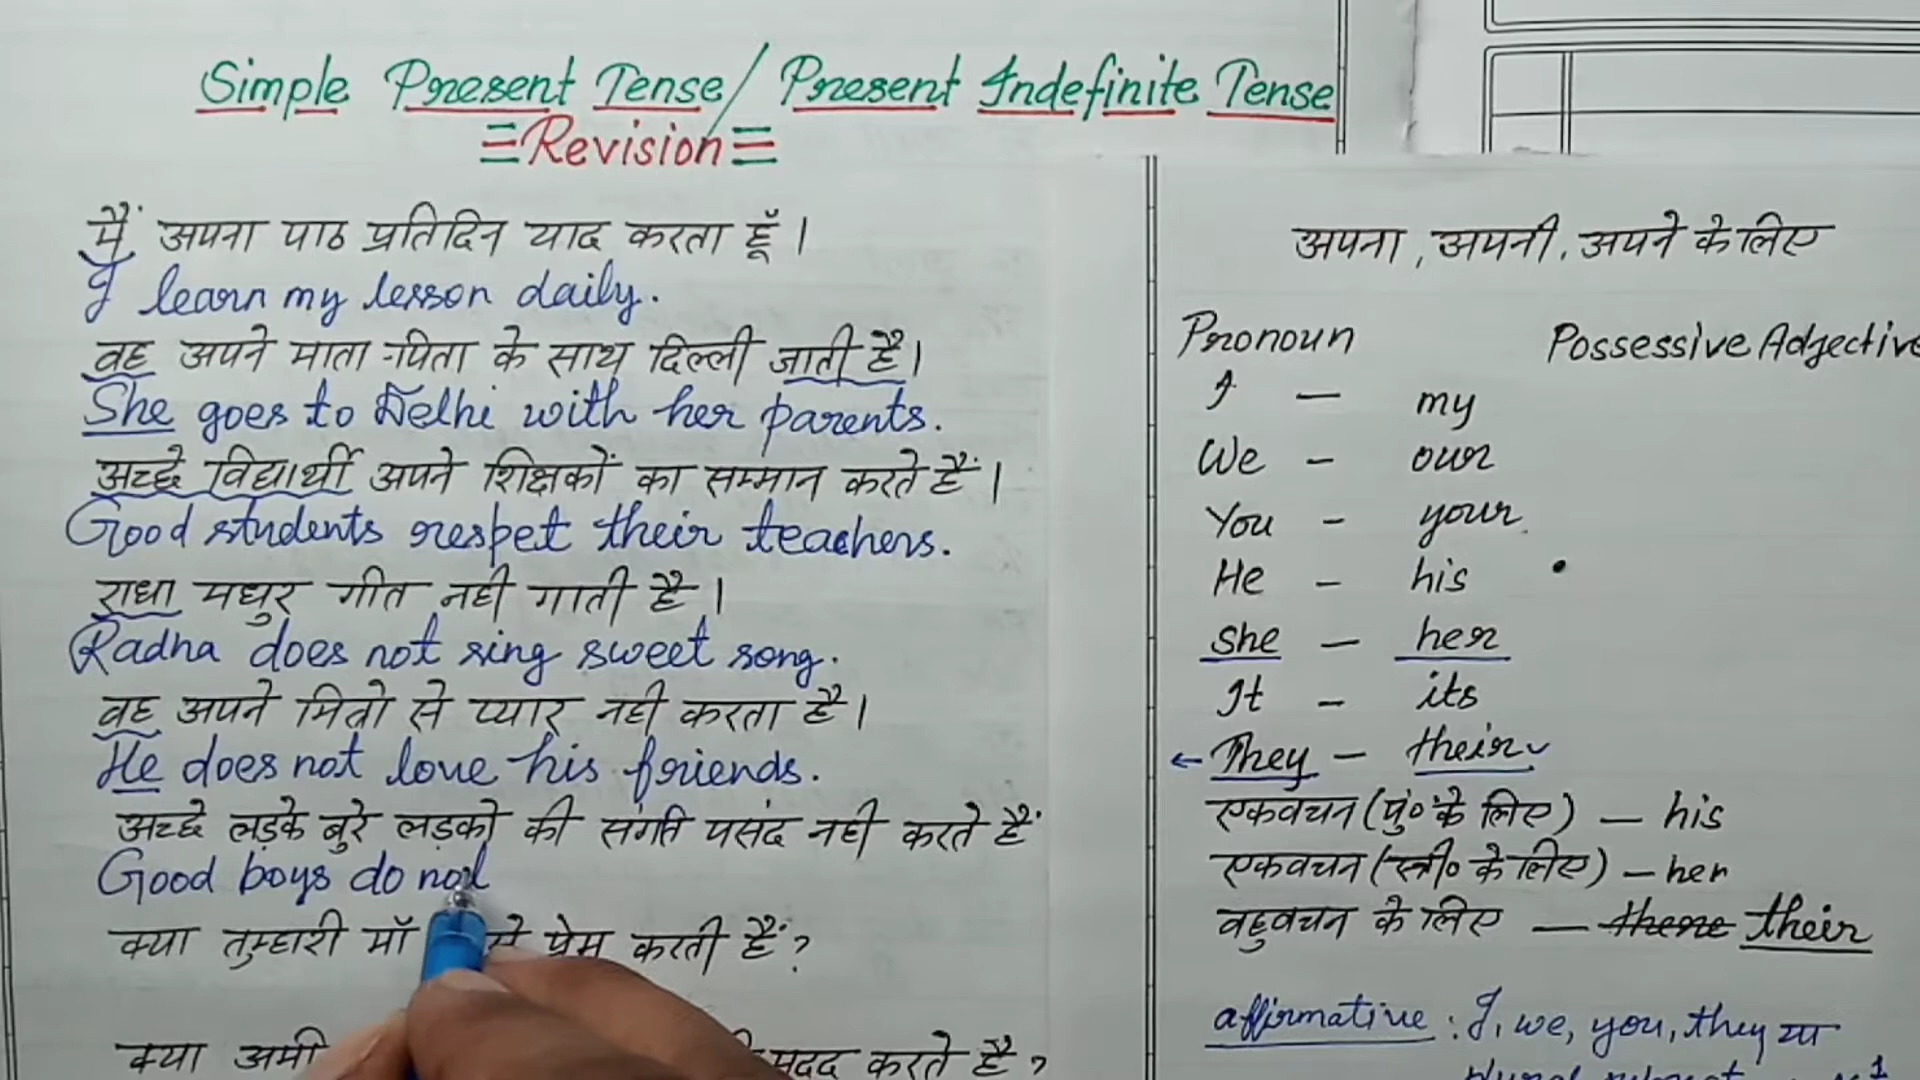 Simple Present Tense/ Present Indefinite Tense
Revision
मैं अपना पाठ प्रतिदिन याद करता हूँ ।
I learn my lesson daily.
वह अपने माता-पिता के साथ दिल्ली जाती है।
She goes to Delhi with her parents.
अच्छे विद्यार्थी अपने शिक्षकों का सम्मान करते हैं ।
Good students respet their teachers.
राधा मधुर गीत नही गाती है ।
Radha does not sing sweet song.
वह अपने मित्रो से प्यार नही करता है ।
He does not love his friends.
अच्छे लड़के बुरे लड़को की संगति पसंद नही करते हैं
Good boys do not
क्या तुम्हारी माँ प्रेम करती हैं ?
क्या अमी मदद करते है ?
अपना , अपनी, अपने के लिए
Pronoun Possessive Adjective
I — my
We – our
You – your
He – his
she – her
It – its
← They – their
एकवचन (पुं० के लिए) – his
एकवचन (स्त्री० के लिए) – her
बहुवचन के लिए — there their
affirmative : I, we, you, they या